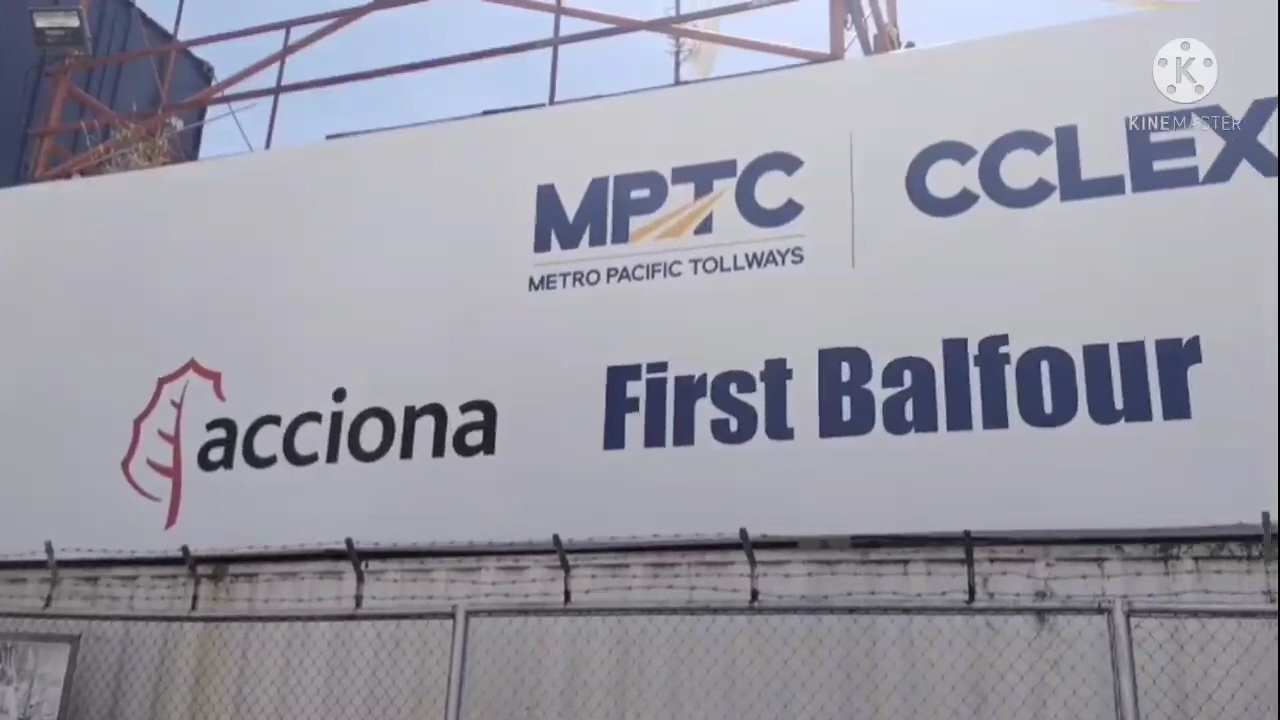 KINEMASTER
MPTC
CCLEX
METRO PACIFIC TOLLWAYS
acciona
First Balfour